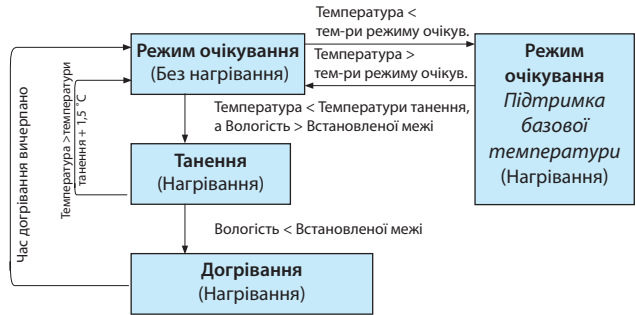 Температура <
тем-ри режиму очікув.
Режим очікування
(Без нагрівання)
Температура >
тем-ри режиму очікув.
Режим
очікування
Підтримка
базової
температури
(Нагрівання)
Температура < Температури танення,
а Вологість > Встановленої межі
Час догрівання вичерпано
Температура >температури
танення + 1,5 °C
Танення
(Нагрівання)
Вологість < Встановленої межі
Догрівання
(Нагрівання)